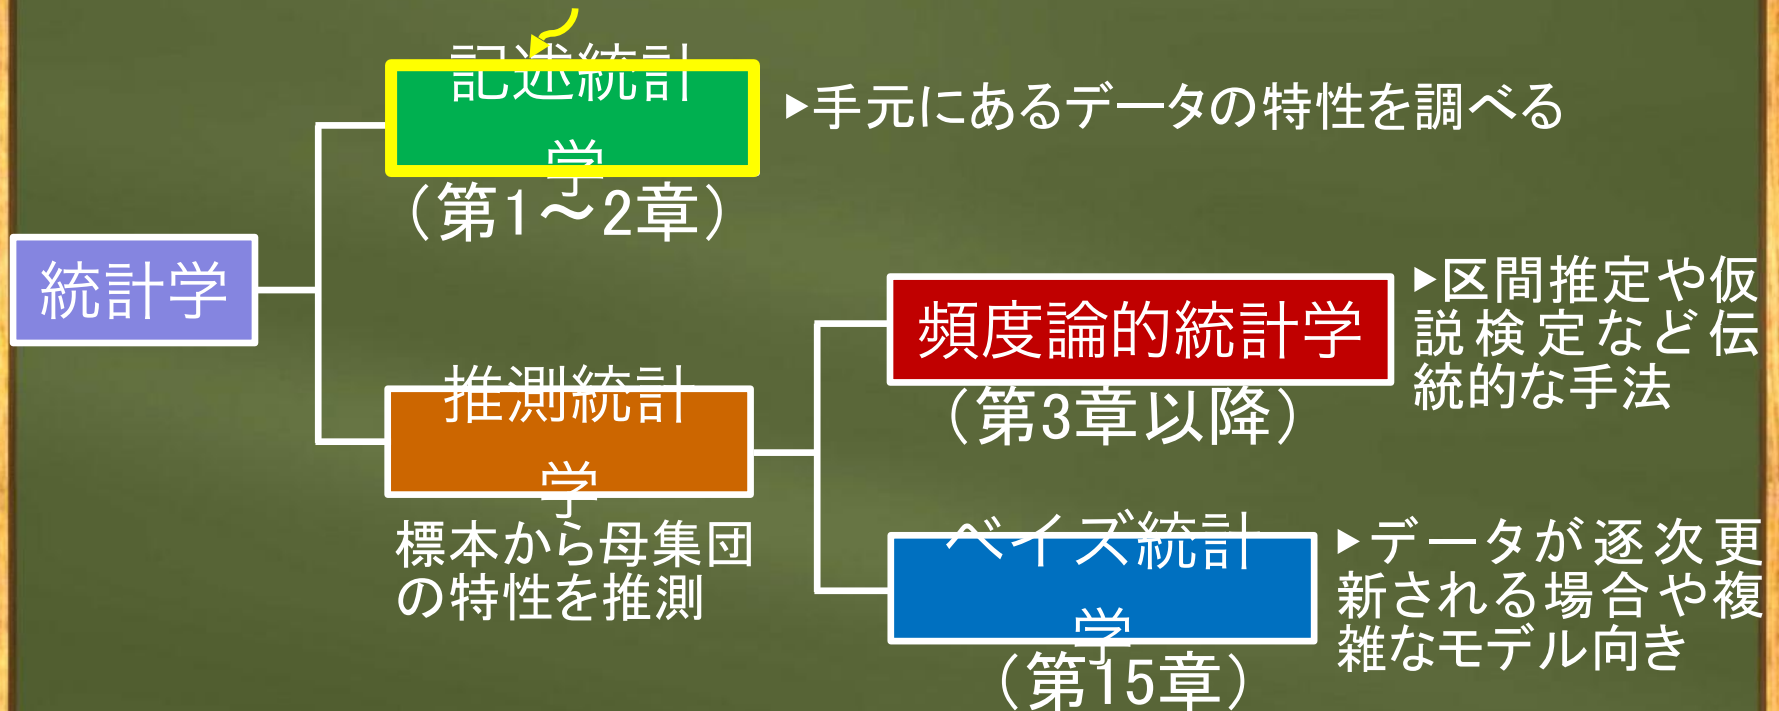 記述統計
学
▶手元にあるデータの特性を調べる
（第1～2章）
統計学
推測統計
学
標本から母集団
の特性を推測
頻度論的統計学
（第3章以降）
▶区間推定や仮
説検定など伝
統的な手法
ベイズ統計
学
（第15章）
▶データが逐次更
新される場合や複
雑なモデル向き